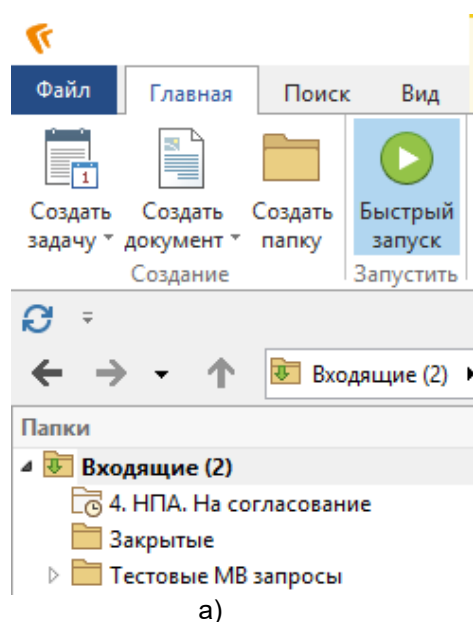 Файл Главная Поиск Вид
Создать задачу Создать документ Создать папку Быстрый запуск
Создание Запустить
Входящие (2)
Папки
Входящие (2)
4. НПА. На согласование
Закрытые
Тестовые МВ запросы
а)
1